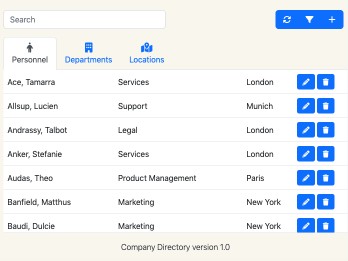 Search
Personnel Departments Locations
Ace, Tamarra Services London
Allsup, Lucien Support Munich
Andrassy, Talbot Legal London
Anker, Stefanie Services London
Audas, Theo Product Management Paris
Banfield, Matthus Marketing New York
Baudi, Dulcie Marketing New York
Company Directory version 1.0